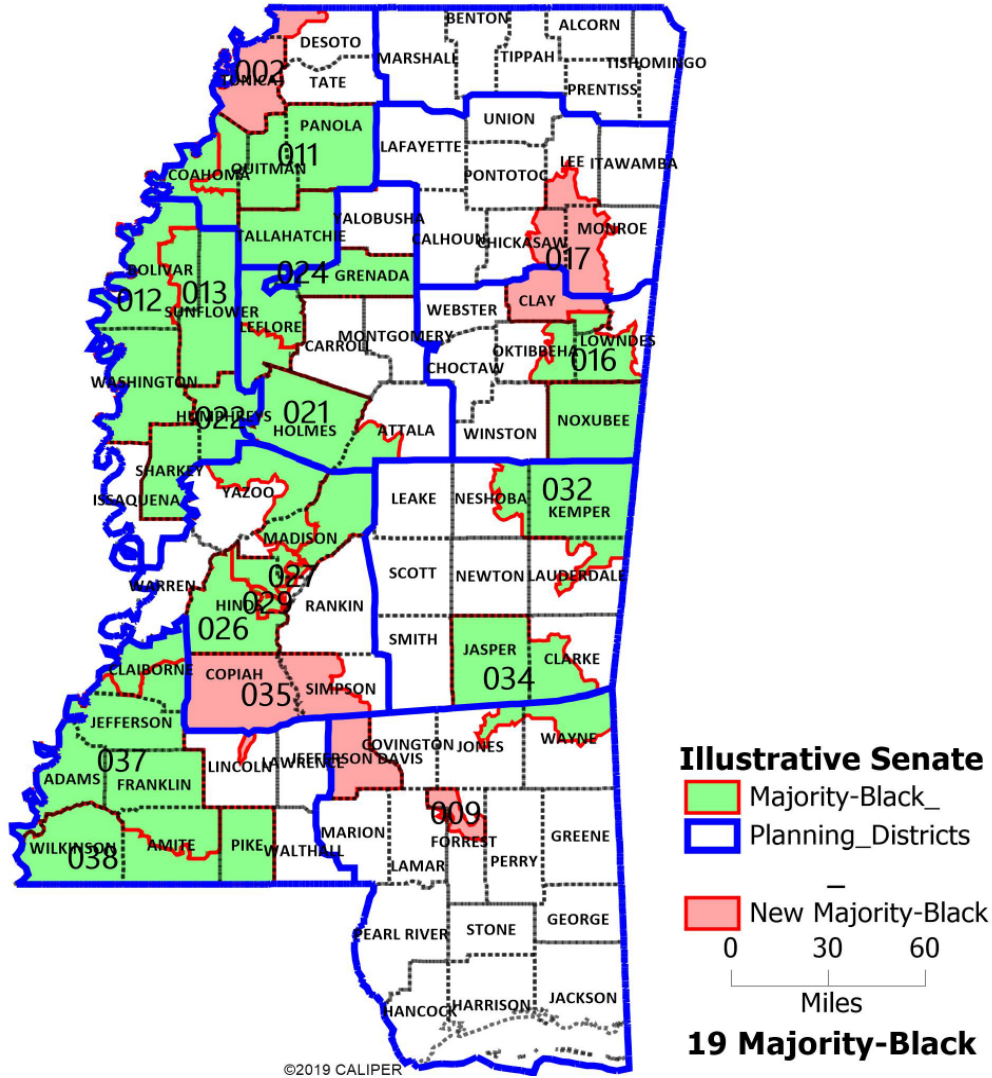 BENTON
ALCORN
DESOTO
MARSHALL
TIPPAH
TISHOMINGO
002
TUNICA
TATE
PRENTISS
PANOLA
UNION
LAFAYETTE
011
LEE
ITAWAMBA
COAHOMA
QUITMAN
PONTOTOC
YALOBUSHA
TALLAHATCHIE
CALHOUN
CHICKASAW
MONROE
017
BOLIVAR
024
GRENADA
012
013
SUNFLOWER
CLAY
WEBSTER
LEFLORE
MONTGOMERY
CARROLL
OKTIBBEHA
LOWNDES
016
CHOCTAW
WASHINGTON
HUMPHREYS
022
021
HOLMES
ATTALA
WINSTON
NOXUBEE
SHARKEY
ISSAQUENA
YAZOO
LEAKE
NESHOBA
032
KEMPER
MADISON
SCOTT
NEWTON
LAUDERDALE
WARREN
027
HINDS
029
RANKIN
026
SMITH
JASPER
CLARKE
034
CLAIBORNE
COPIAH
035
SIMPSON
JEFFERSON
COVINGTON
JONES
WAYNE
037
LINCOLN
LAWRENCE
JEFFERSON DAVIS
ADAMS
FRANKLIN
009
FORREST
GREENE
WILKINSON
038
AMITE
PIKE
WALTHALL
MARION
LAMAR
PERRY
GEORGE
PEARL RIVER
STONE
HANCOCK
HARRISON
JACKSON
Illustrative Senate
Majority-Black_
Planning_Districts
_
New Majority-Black
0 30 60
Miles
19 Majority-Black
©2019 CALIPER